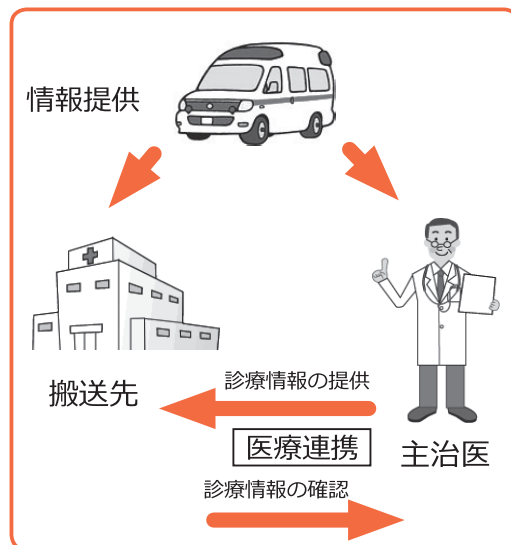 情報提供
診療情報の提供
搬送先
医療連携
主治医
診療情報の確認